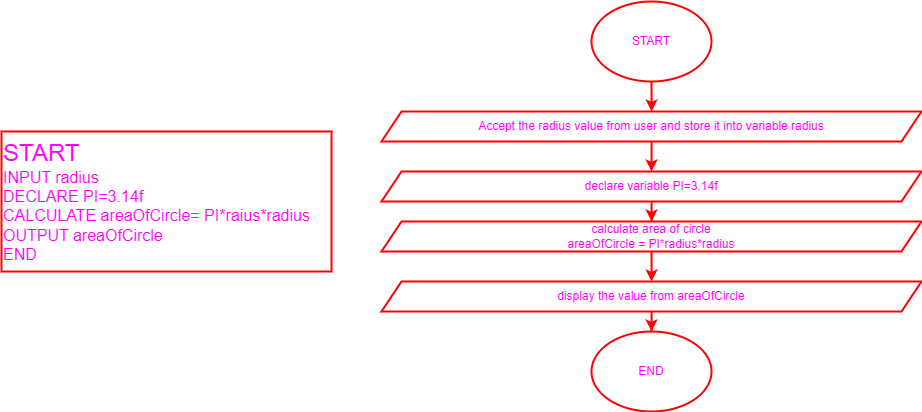 START
INPUT radius
DECLARE PI=3.14f
CALCULATE areaOfCircle= PI*raius*radius
OUTPUT areaOfCircle
END
START
Accept the radius value from user and store it into variable radius
declare variable PI=3.14f
calculate area of circle
areaOfCircle = PI*radius*radius
display the value from areaOfCircle
END